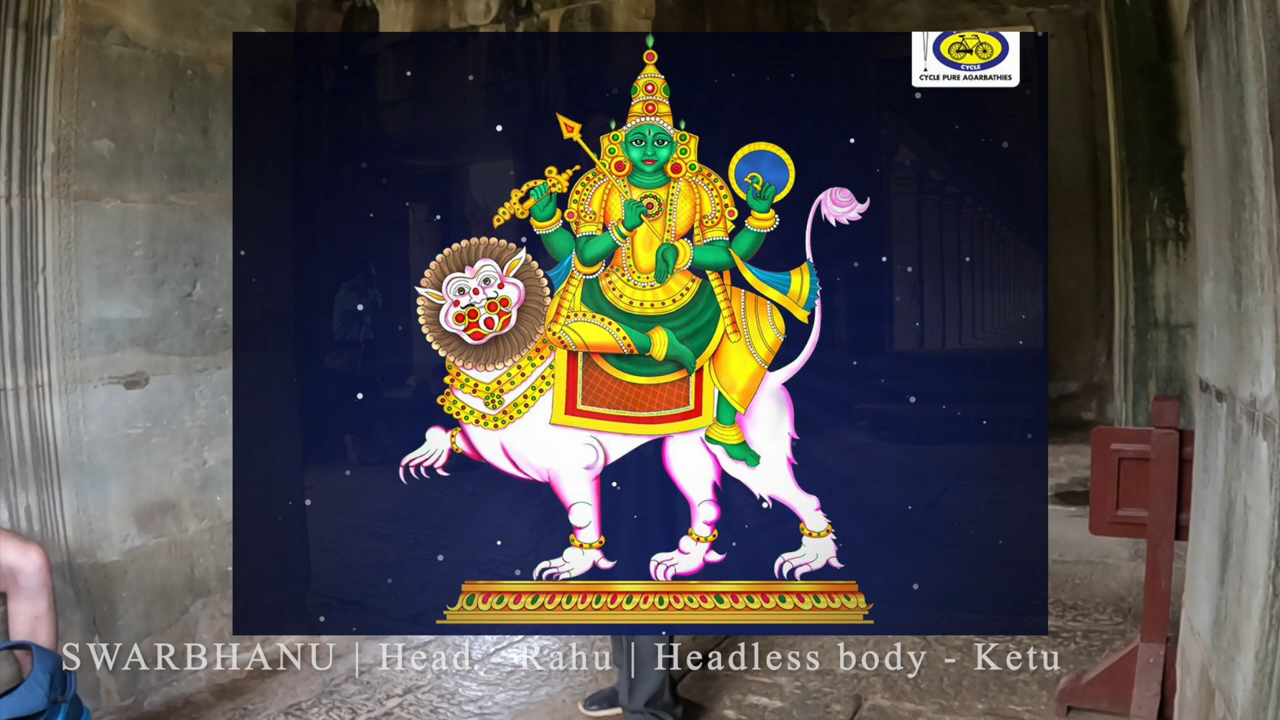 CYCLE
CYCLE PURE AGARBATHIES
SWARBHANU | Head. - Rahu | Headless body - Ketu